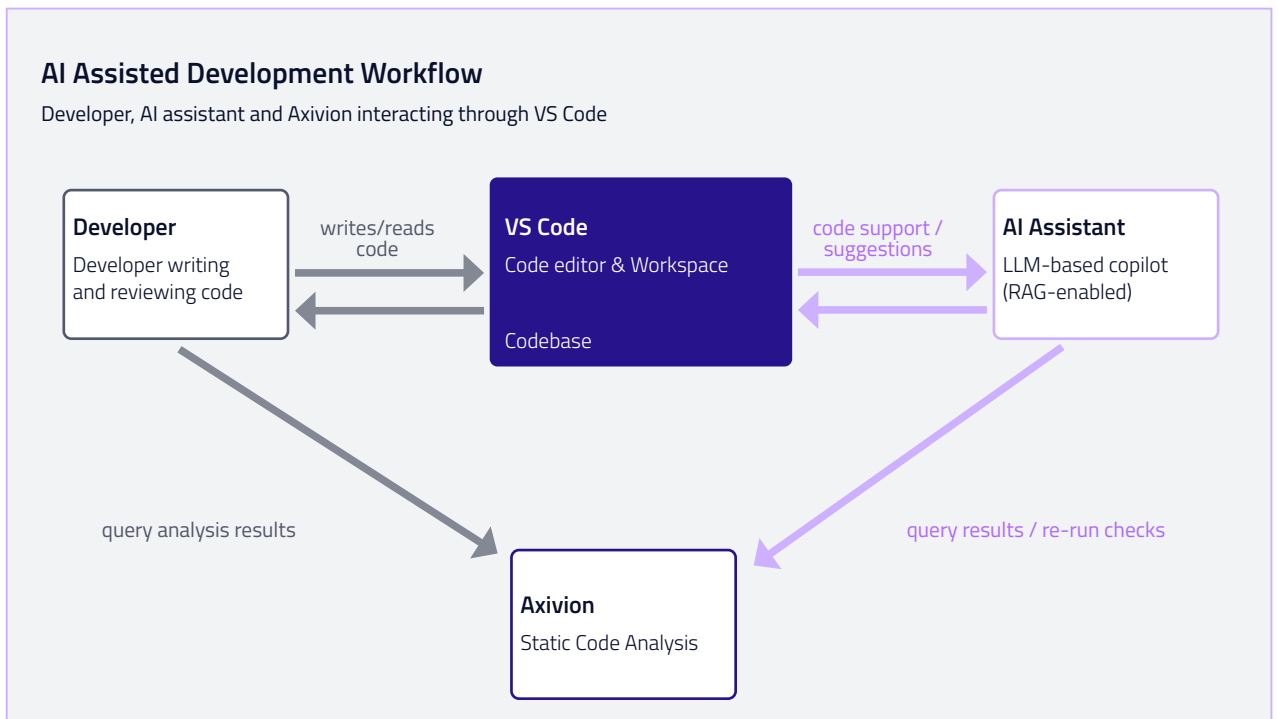 AI Assisted Development Workflow
Developer, AI assistant and Axivion interacting through VS Code
Developer
Developer writing
and reviewing code
writes/reads
code
VS Code
Code editor & Workspace
Codebase
code support /
suggestions
AI Assistant
LLM-based copilot
(RAG-enabled)
query analysis results
query results / re-run checks
Axivion
Static Code Analysis